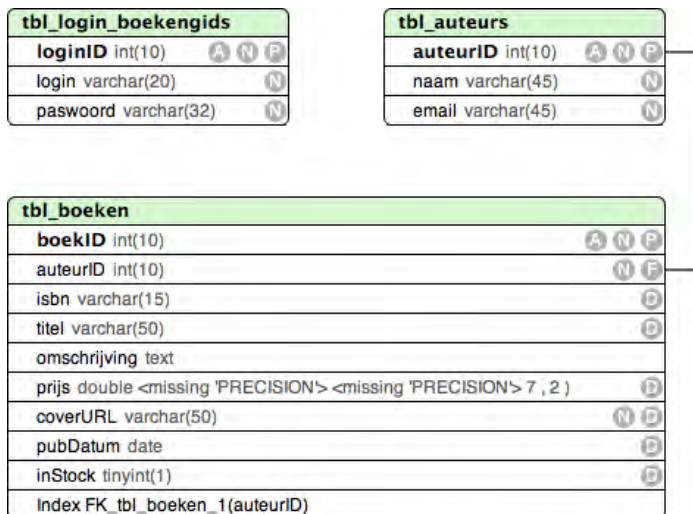 tbl_login_boekengids
loginID int(10) A N P
login varchar(20) N
paswoord varchar(32) N
tbl_auteurs
auteurID int(10) A N P
naam varchar(45) N
email varchar(45) N
tbl_boeken
boekID int(10) A N P
auteurID int(10) N F
isbn varchar(15) D
titel varchar(50) D
omschrijving text
prijs double <missing 'PRECISION'> <missing 'PRECISION'> 7 , 2 ) D
coverURL varchar(50) N D
pubDatum date D
inStock tinyint(1) D
Index FK_tbl_boeken_1(auteurID)